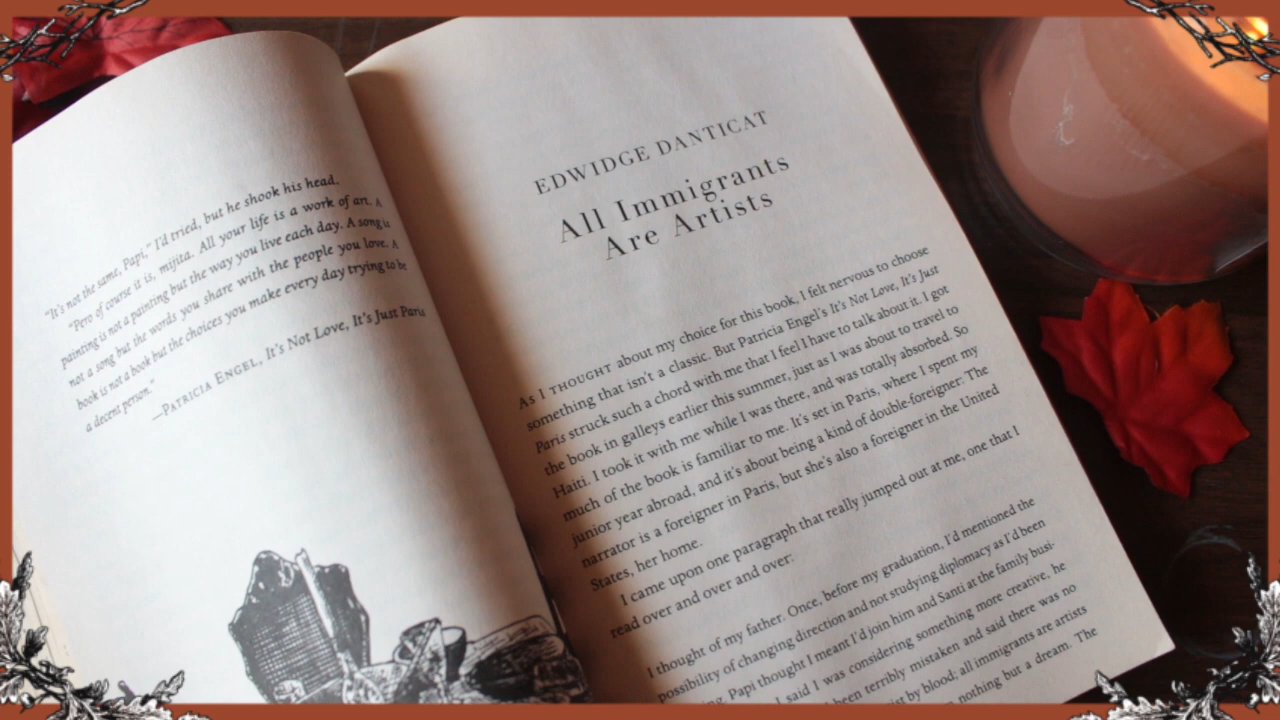 "It's not the same, Papi," I'd tried, but he shook his head.
"Pero of course it is, mijita. All your life is a work of art. A
painting is not a painting but the way you live each day. A song is
not a song but the words you share with the people you love. A
book is not a book but the choices you make every day trying to be
a decent person."
—PATRICIA ENGEL, It's Not Love, It's Just Paris
EDWIDGE DANTICAT
All Immigrants
Are Artists
AS I THOUGHT about my choice for this book, I felt nervous to choose
something that isn't a classic. But Patricia Engel's It's Not Love, It's Just
Paris struck such a chord with me that I feel I have to talk about it. I got
the book in galleys earlier this summer, just as I was about to travel to
Haiti. I took it with me while I was there, and was totally absorbed. So
much of the book is familiar to me. It's set in Paris, where I spent my
junior year abroad, and it's about being a kind of double-foreigner: The
narrator is a foreigner in Paris, but she's also a foreigner in the United
States, her home.
I came upon one paragraph that really jumped out at me, one that I
read over and over and over:
I thought of my father. Once, before my graduation, I'd mentioned the
possibility of changing direction and not studying diplomacy as I'd been
Papi thought I meant I'd join him and Santi at the family busi-
I said I was considering something more creative, he
been terribly mistaken and said there was no
by blood; all immigrants are artists
nothing but a dream. The